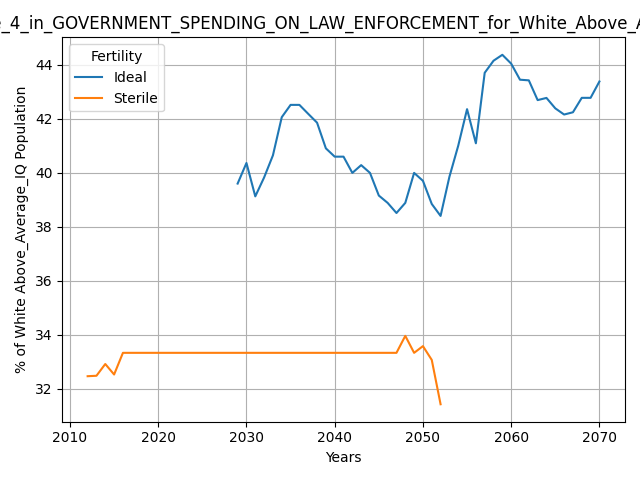 _4_in_GOVERNMENT_SPENDING_ON_LAW_ENFORCEMENT_for_White_Above_A
Fertility
Ideal
Sterile
% of White Above_Average_IQ Population
44
42
40
38
36
34
32
2010 2020 2030 2040 2050 2060 2070
Years